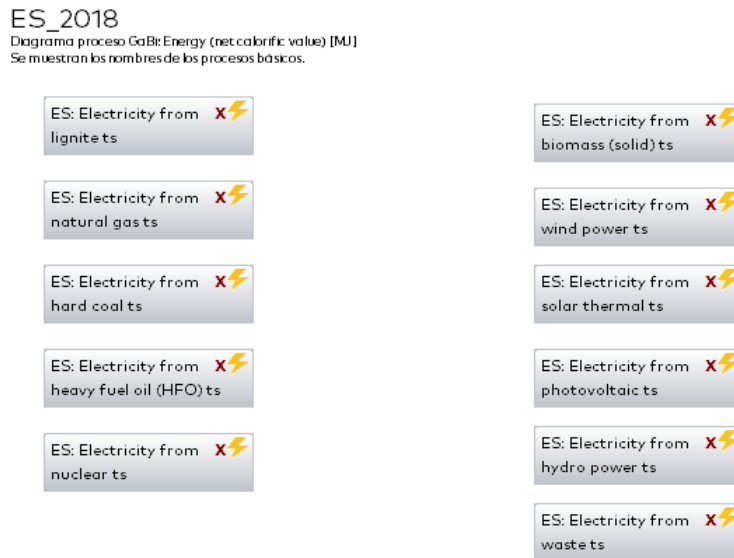 ES_2018
Diagrama proceso GaBi: Energy (net calorific value) [MJ]
Se muestran los nombres de los procesos básicos.
ES: Electricity from X
lignite ts
ES: Electricity from X
natural gas ts
ES: Electricity from X
hard coal ts
ES: Electricity from X
heavy fuel oil (HFO) ts
ES: Electricity from X
nuclear ts
ES: Electricity from X
biomass (solid) ts
ES: Electricity from X
wind power ts
ES: Electricity from X
solar thermal ts
ES: Electricity from X
photovoltaic ts
ES: Electricity from X
hydro power ts
ES: Electricity from X
waste ts